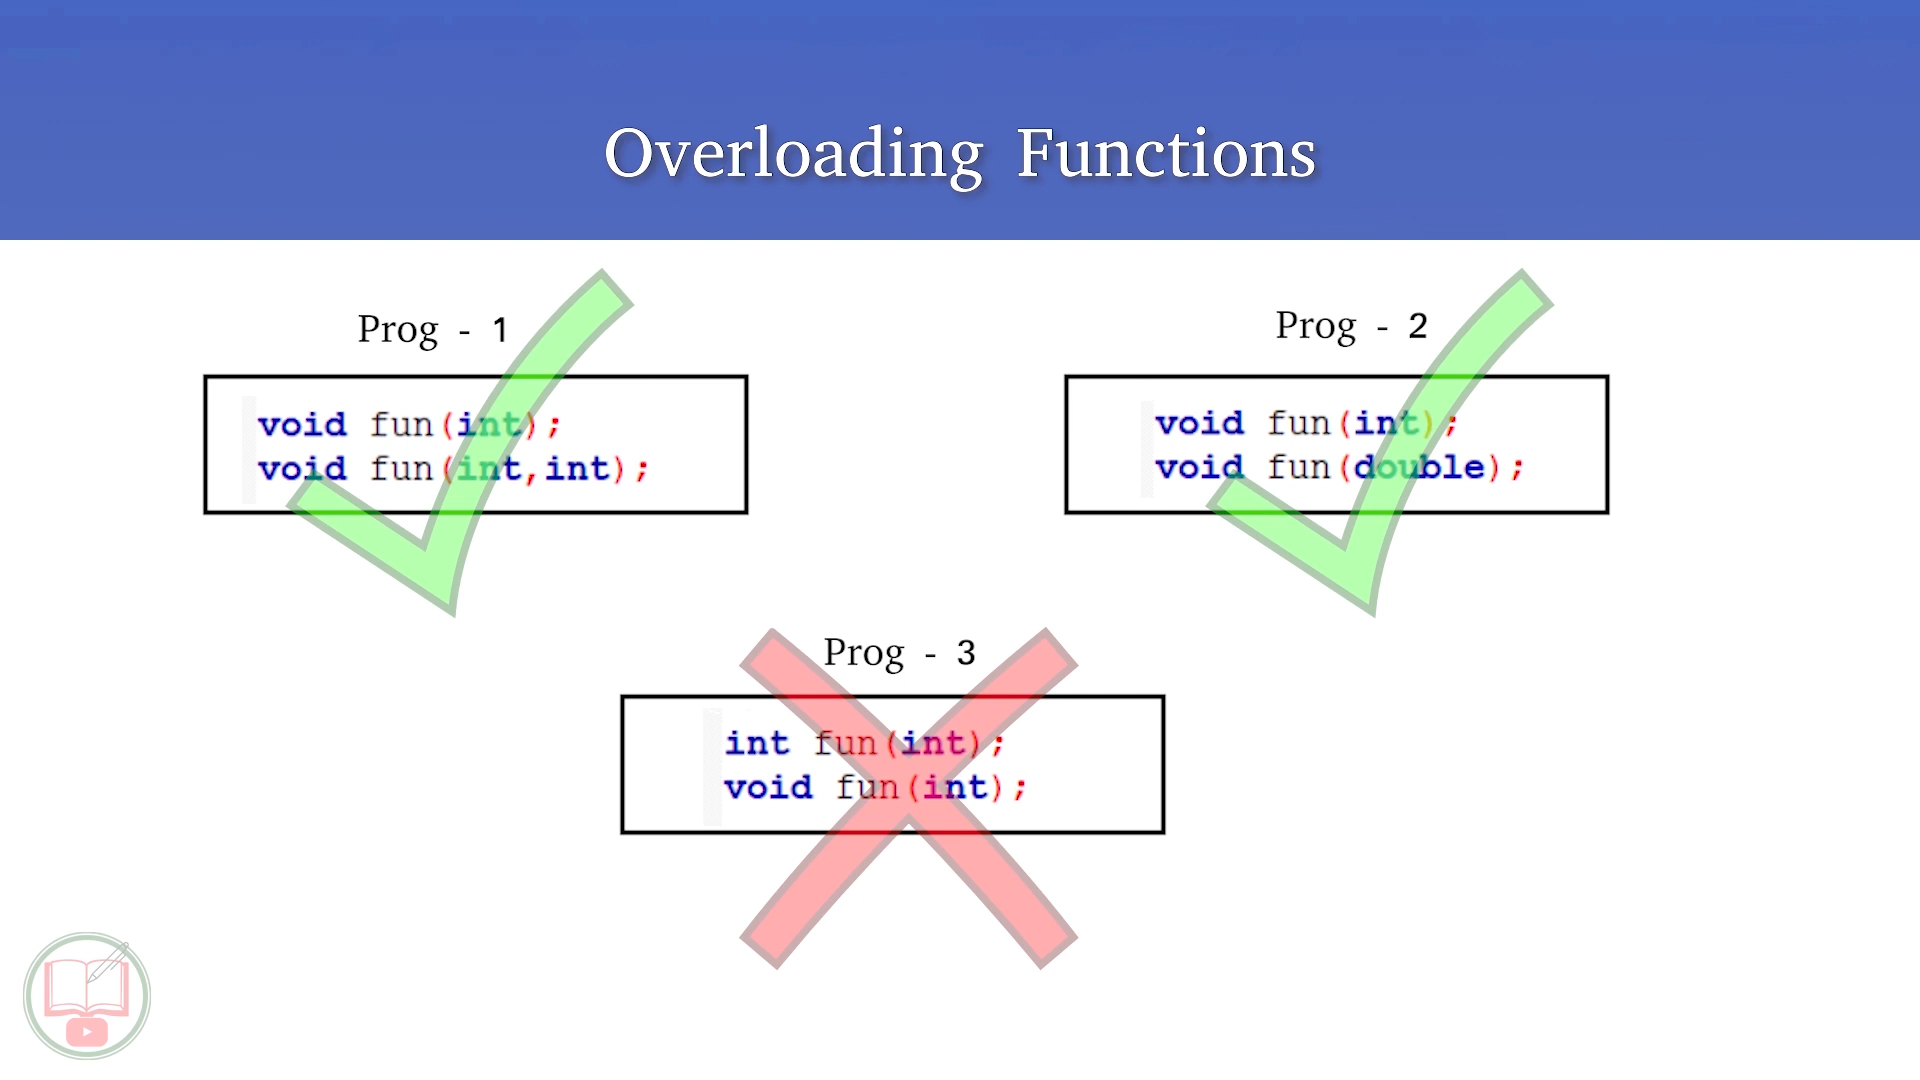 Overloading Functions
Prog - 1
void fun(int);
void fun(int,int);
Prog - 2
void fun(int);
void fun(double);
Prog - 3
int fun(int);
void fun(int);